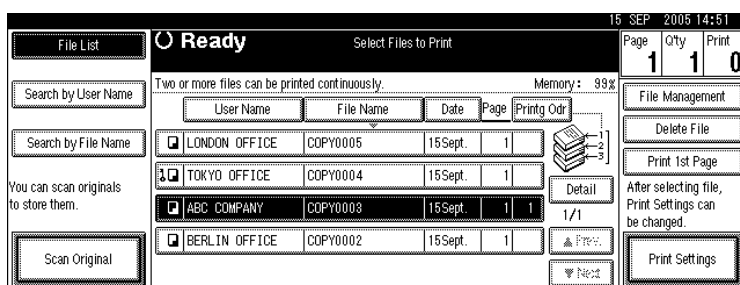 15 SEP 2005 14:51
File List
Ready
Select Files to Print
Page
Q'ty
Print
1
1
0
Two or more files can be printed continuously.
Memory: 99%
Search by User Name
User Name
File Name
Date
Page
Printg Odr
File Management
Delete File
Search by File Name
LONDON OFFICE COPY0005 15Sept. 1
1
2
3
Print 1st Page
TOKYO OFFICE COPY0004 15Sept. 1
You can scan originals
to store them.
Detail
After selecting file,
Print Settings can
be changed.
ABC COMPANY COPY0003 15Sept. 1 1
1/1
BERLIN OFFICE COPY0002 15Sept. 1
▲ Prev.
Scan Original
Print Settings
▼ Next